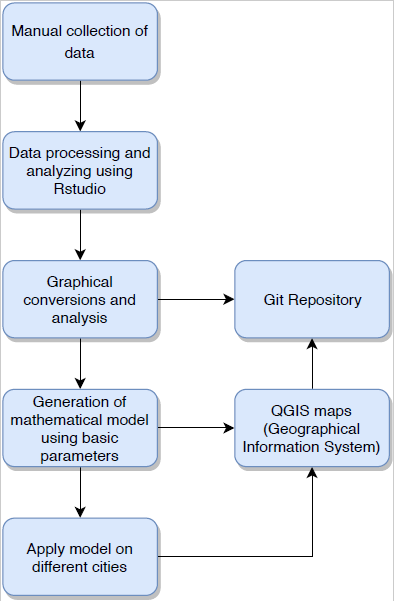 Manual collection of
data
Data processing and
analyzing using
Rstudio
Graphical
conversions and
analysis
Git Repository
Generation of
mathematical model
using basic
parameters
QGIS maps
(Geographical
Information System)
Apply model on
different cities